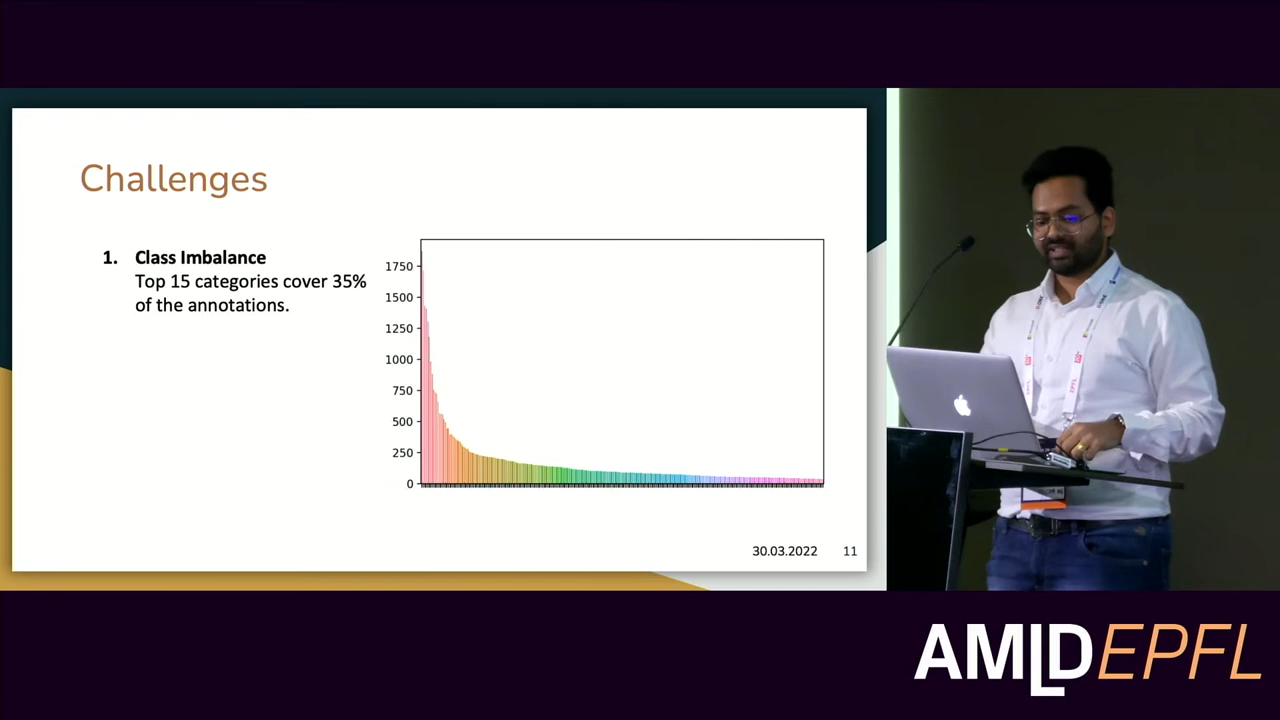 Challenges
1. Class Imbalance
Top 15 categories cover 35%
of the annotations.
1750
1500
1250
1000
750
500
250
0
30.03.2022 11
EPFL
AMLDEPFL